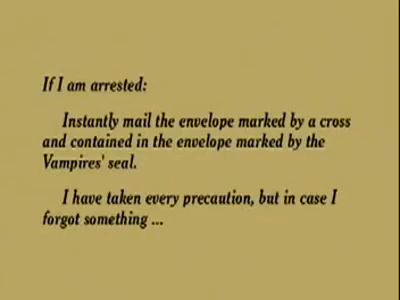 If I am arrested:
Instantly mail the envelope marked by a cross
and contained in the envelope marked by the
Vampires' seal.
I have taken every precaution, but in case I
forgot something ...